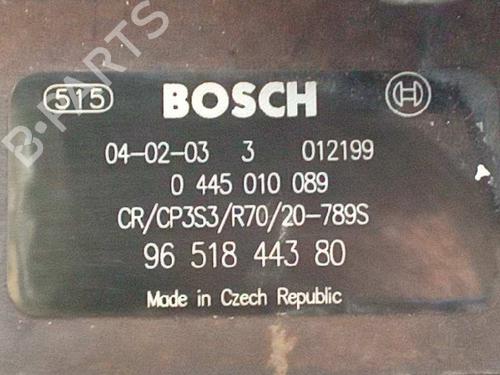 B-PARTS
515 BOSCH
04-02-03 3 012199
0 445 010 089
CR/CP3S3/R70/20-789S
96 518 443 80
Made in Czech Republic